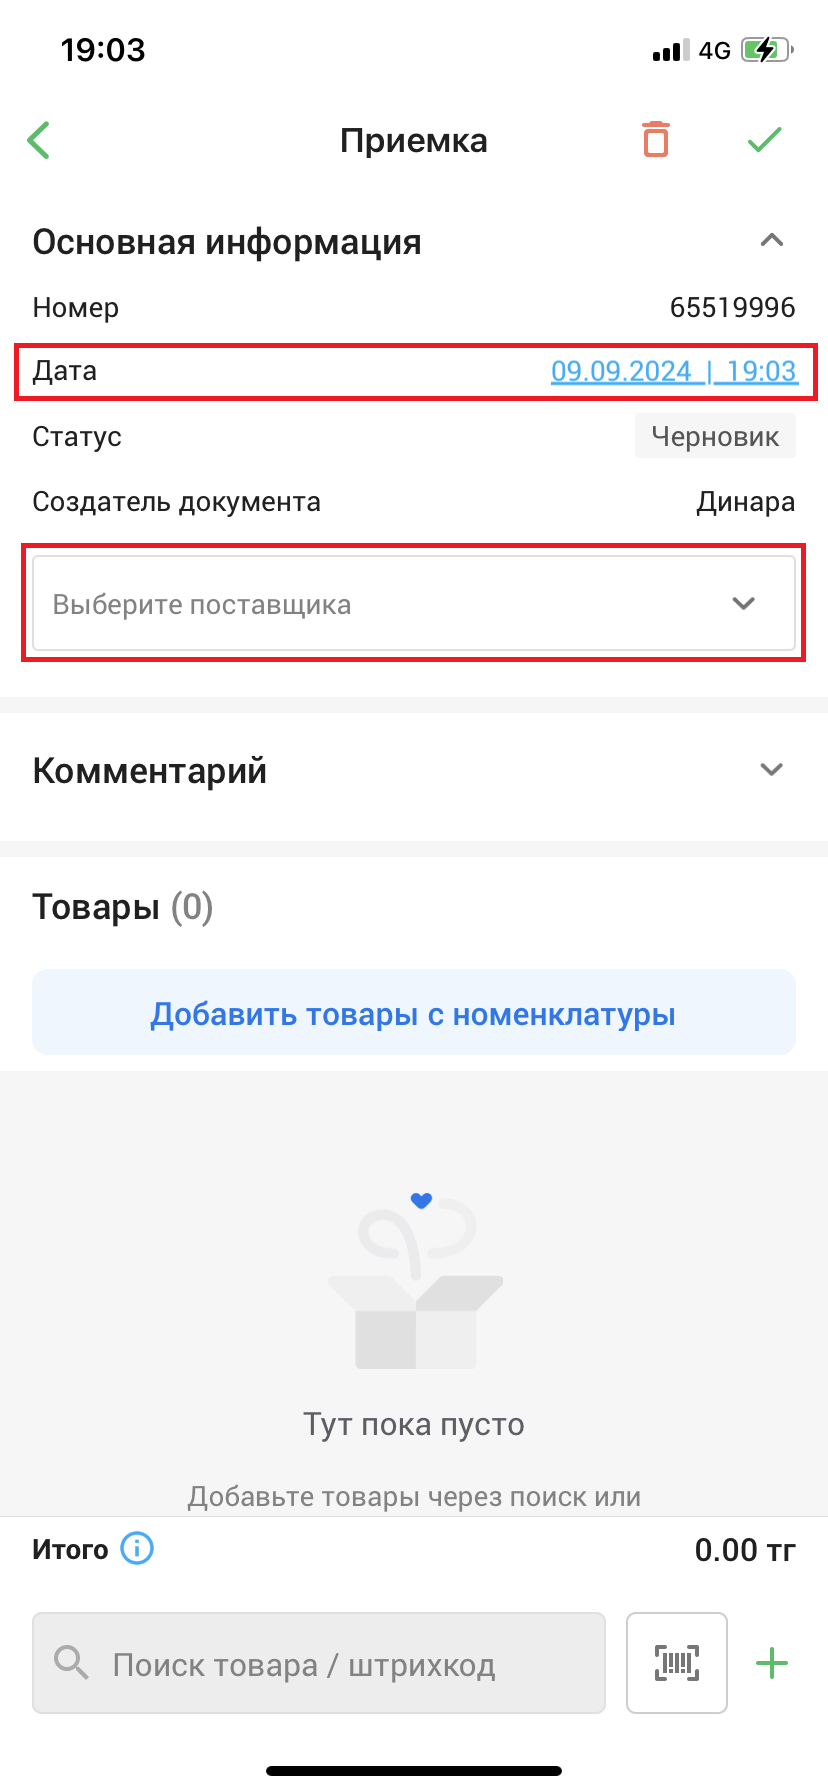 19:03
4G
Приемка
Основная информация
Номер 65519996
Дата 09.09.2024 | 19:03
Статус Черновик
Создатель документа Динара
Выберите поставщика
Комментарий
Товары (0)
Добавить товары с номенклатуры
Тут пока пусто
Добавьте товары через поиск или
Итого 0.00 тг
Поиск товара / штрихкод